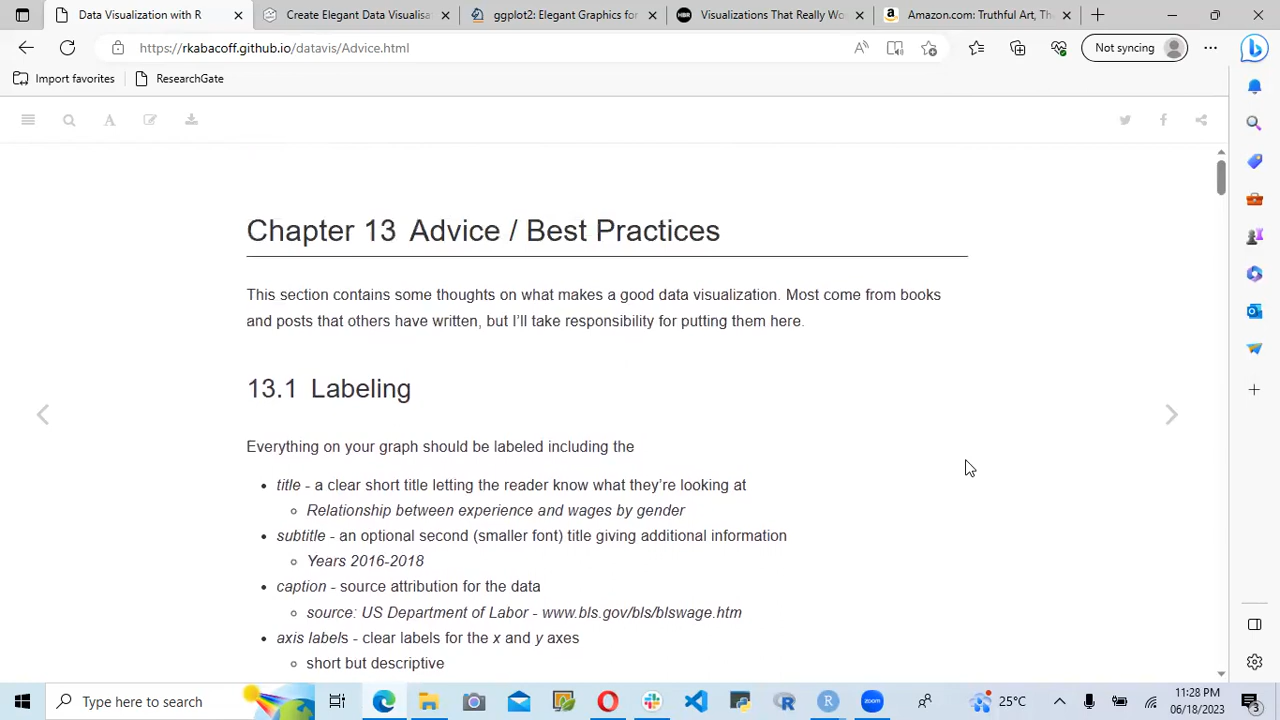 Data Visualization with R
Create Elegant Data Visualisa
ggplot2: Elegant Graphics for
HBR
Visualizations That Really Wo
Amazon.com: Truthful Art, Th
https://rkabacoff.github.io/datavis/Advice.html
Not syncing
Import favorites
ResearchGate
Chapter 13 Advice / Best Practices
This section contains some thoughts on what makes a good data visualization. Most come from books
and posts that others have written, but I’ll take responsibility for putting them here.
13.1 Labeling
Everything on your graph should be labeled including the
• title - a clear short title letting the reader know what they’re looking at
◦ Relationship between experience and wages by gender
• subtitle - an optional second (smaller font) title giving additional information
◦ Years 2016-2018
• caption - source attribution for the data
◦ source: US Department of Labor - www.bls.gov/bls/blswage.htm
• axis labels - clear labels for the x and y axes
◦ short but descriptive
Type here to search
zoom
25°C
11:28 PM
06/18/2023
3